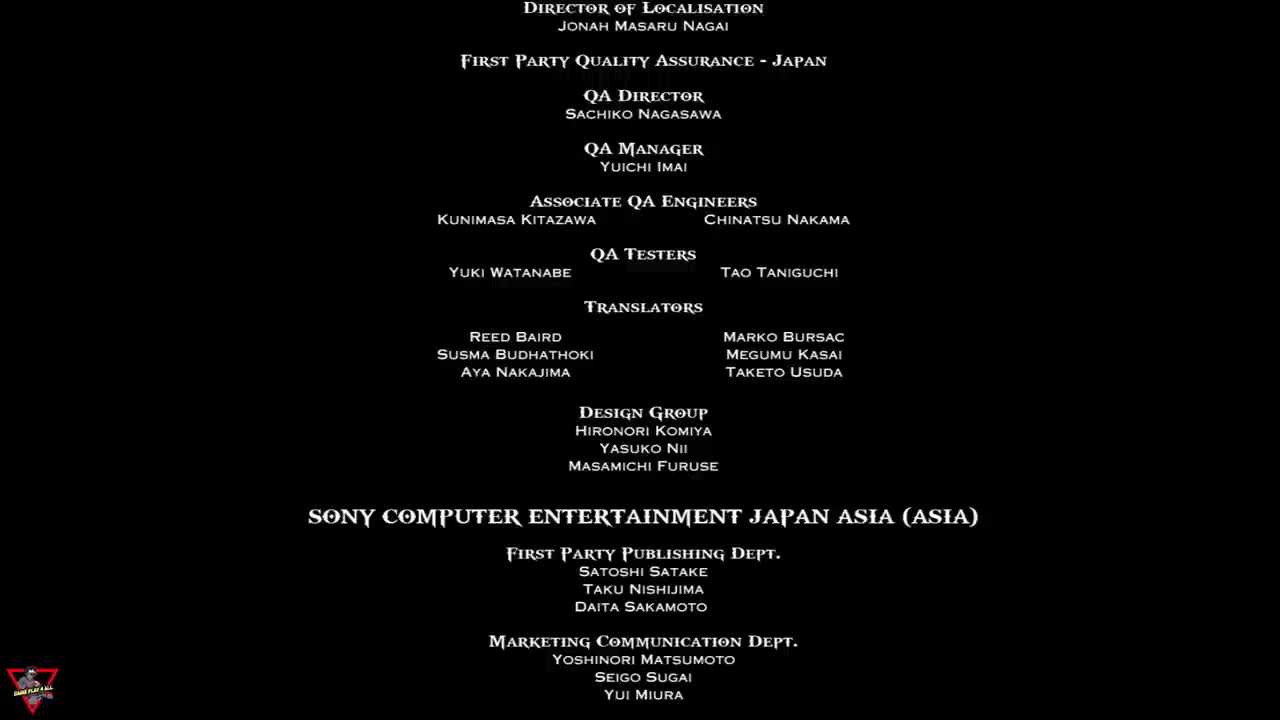 Director of Localisation
Jonah Masaru Nagai
First Party Quality Assurance - Japan
QA Director
Sachiko Nagasawa
QA Manager
Yuichi Imai
Associate QA Engineers
Kunimasa Kitazawa Chinatsu Nakama
QA Testers
Yuki Watanabe Tao Taniguchi
Translators
Reed Baird Marko Bursac
Susma Budhathoki Megumu Kasai
Aya Nakajima Taketo Usuda
Design Group
Hironori Komiya
Yasuko Nii
Masamichi Furuse
SONY COMPUTER ENTERTAINMENT JAPAN ASIA (ASIA)
First Party Publishing Dept.
Satoshi Satake
Taku Nishijima
Daita Sakamoto
Marketing Communication Dept.
Yoshinori Matsumoto
Seigo Sugai
Yui Miura
GAME PLAY 4 ALL